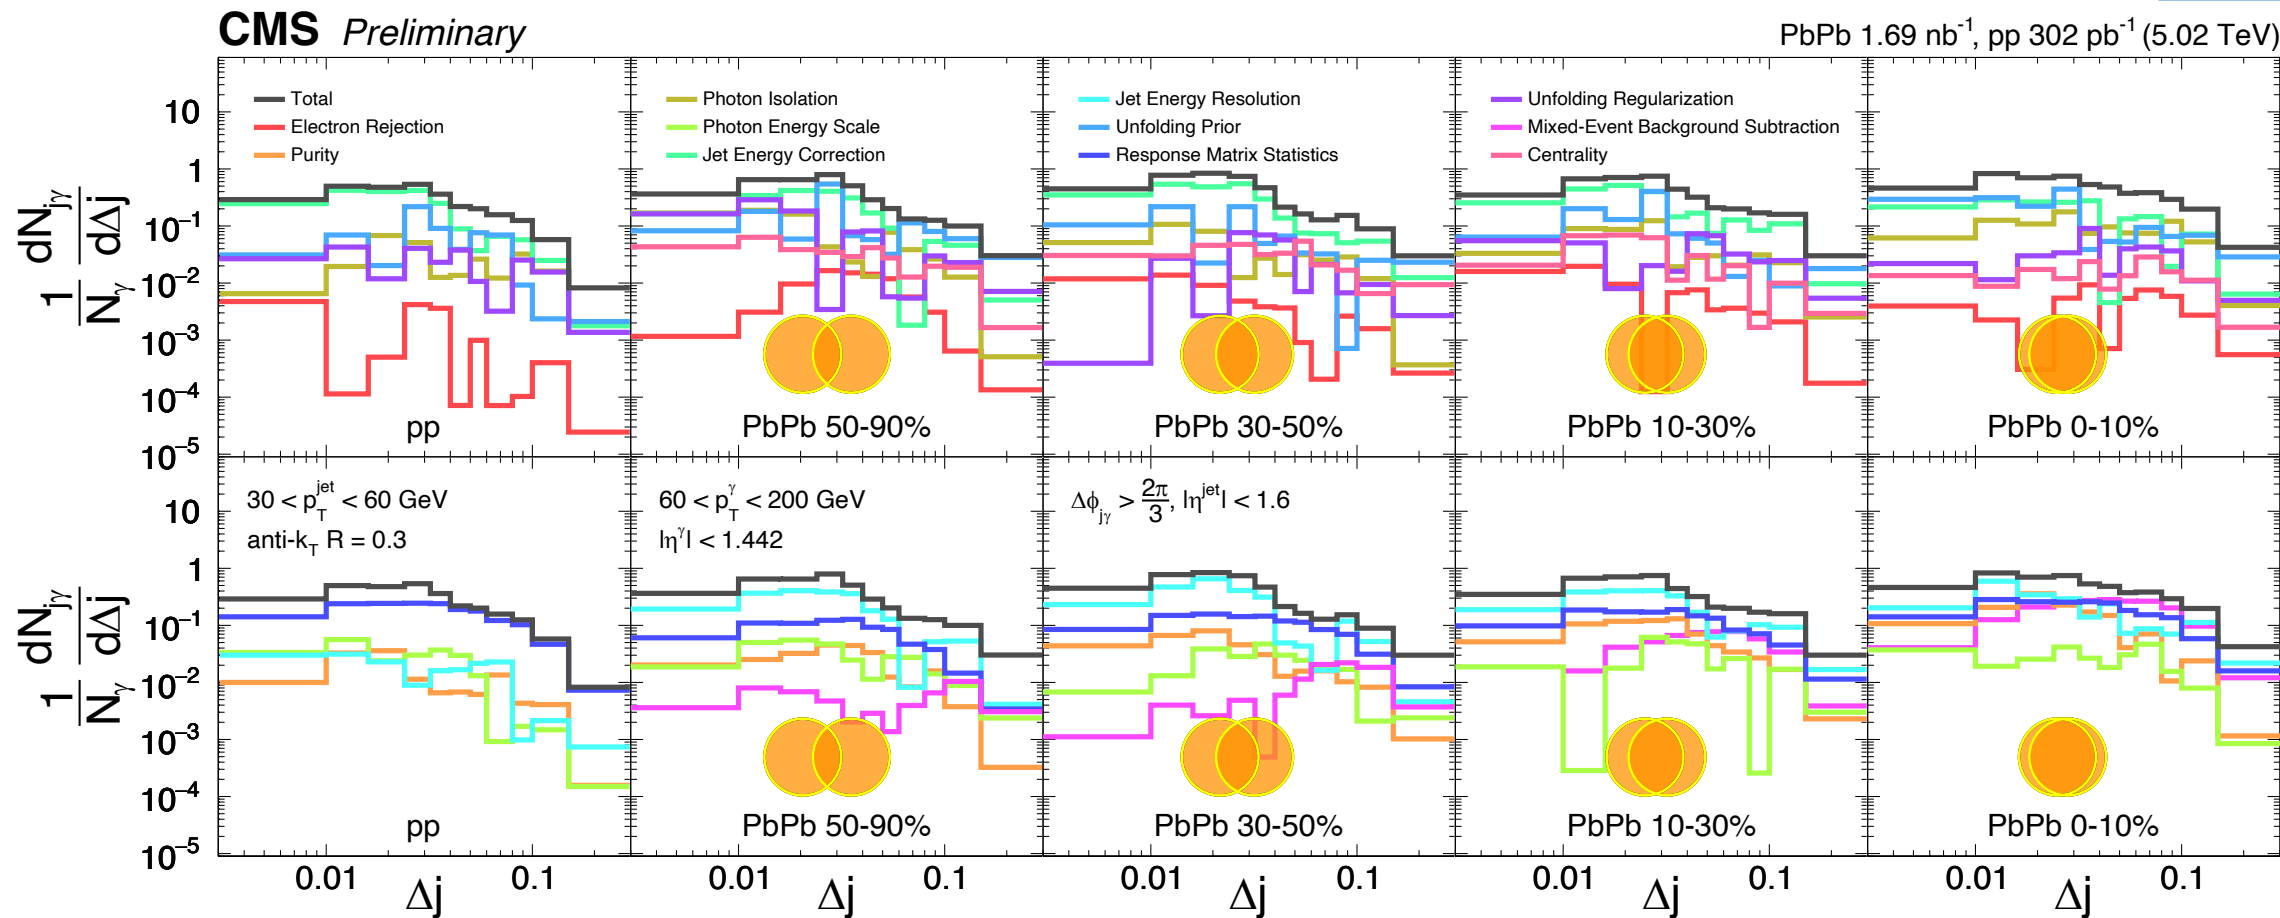 CMS Preliminary
PbPb 1.69 nb⁻¹, pp 302 pb⁻¹ (5.02 TeV)
Total
Electron Rejection
Purity
Photon Isolation
Photon Energy Scale
Jet Energy Correction
Jet Energy Resolution
Unfolding Prior
Response Matrix Statistics
Unfolding Regularization
Mixed-Event Background Subtraction
Centrality
10
1
10⁻¹
10⁻²
10⁻³
10⁻⁴
10⁻⁵
1/Nγ dNjγ/dΔj
pp
PbPb 50-90%
PbPb 30-50%
PbPb 10-30%
PbPb 0-10%
30 < p_T^jet < 60 GeV
anti-k_T R = 0.3
60 < p_T^γ < 200 GeV
|η^γ| < 1.442
Δϕ_jγ > 2π/3, |η^jet| < 1.6
10
1
10⁻¹
10⁻²
10⁻³
10⁻⁴
10⁻⁵
1/Nγ dNjγ/dΔj
pp
PbPb 50-90%
PbPb 30-50%
PbPb 10-30%
PbPb 0-10%
0.01 0.1
0.01 0.1
0.01 0.1
0.01 0.1
0.01 0.1
Δj
Δj
Δj
Δj
Δj